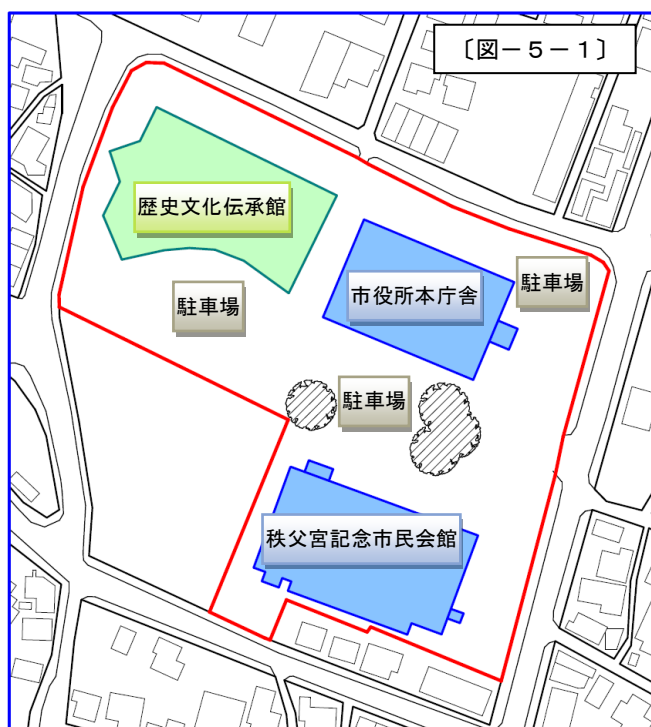 〔図－５－１〕
歴史文化伝承館
市役所本庁舎
駐車場
駐車場
駐車場
秩父宮記念市民会館